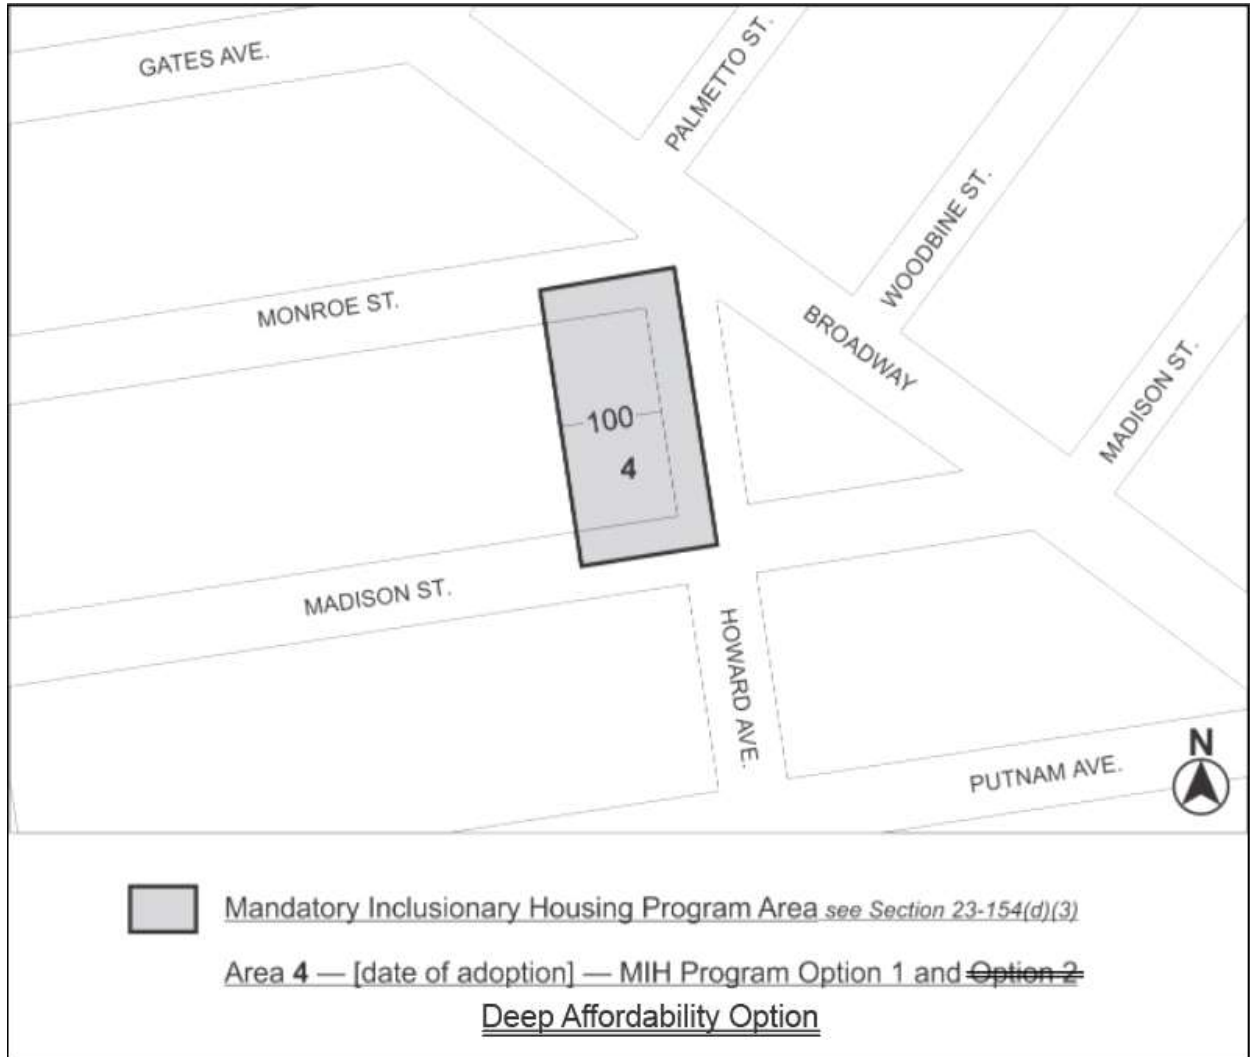 GATES AVE.
PALMETTO ST.
WOODBINE ST.
MONROE ST.
BROADWAY
MADISON ST.
100
4
MADISON ST.
HOWARD AVE.
PUTNAM AVE.
N
Mandatory Inclusionary Housing Program Area see Section 23-154(d)(3)
Area 4 — [date of adoption] — MIH Program Option 1 and Option 2
Deep Affordability Option